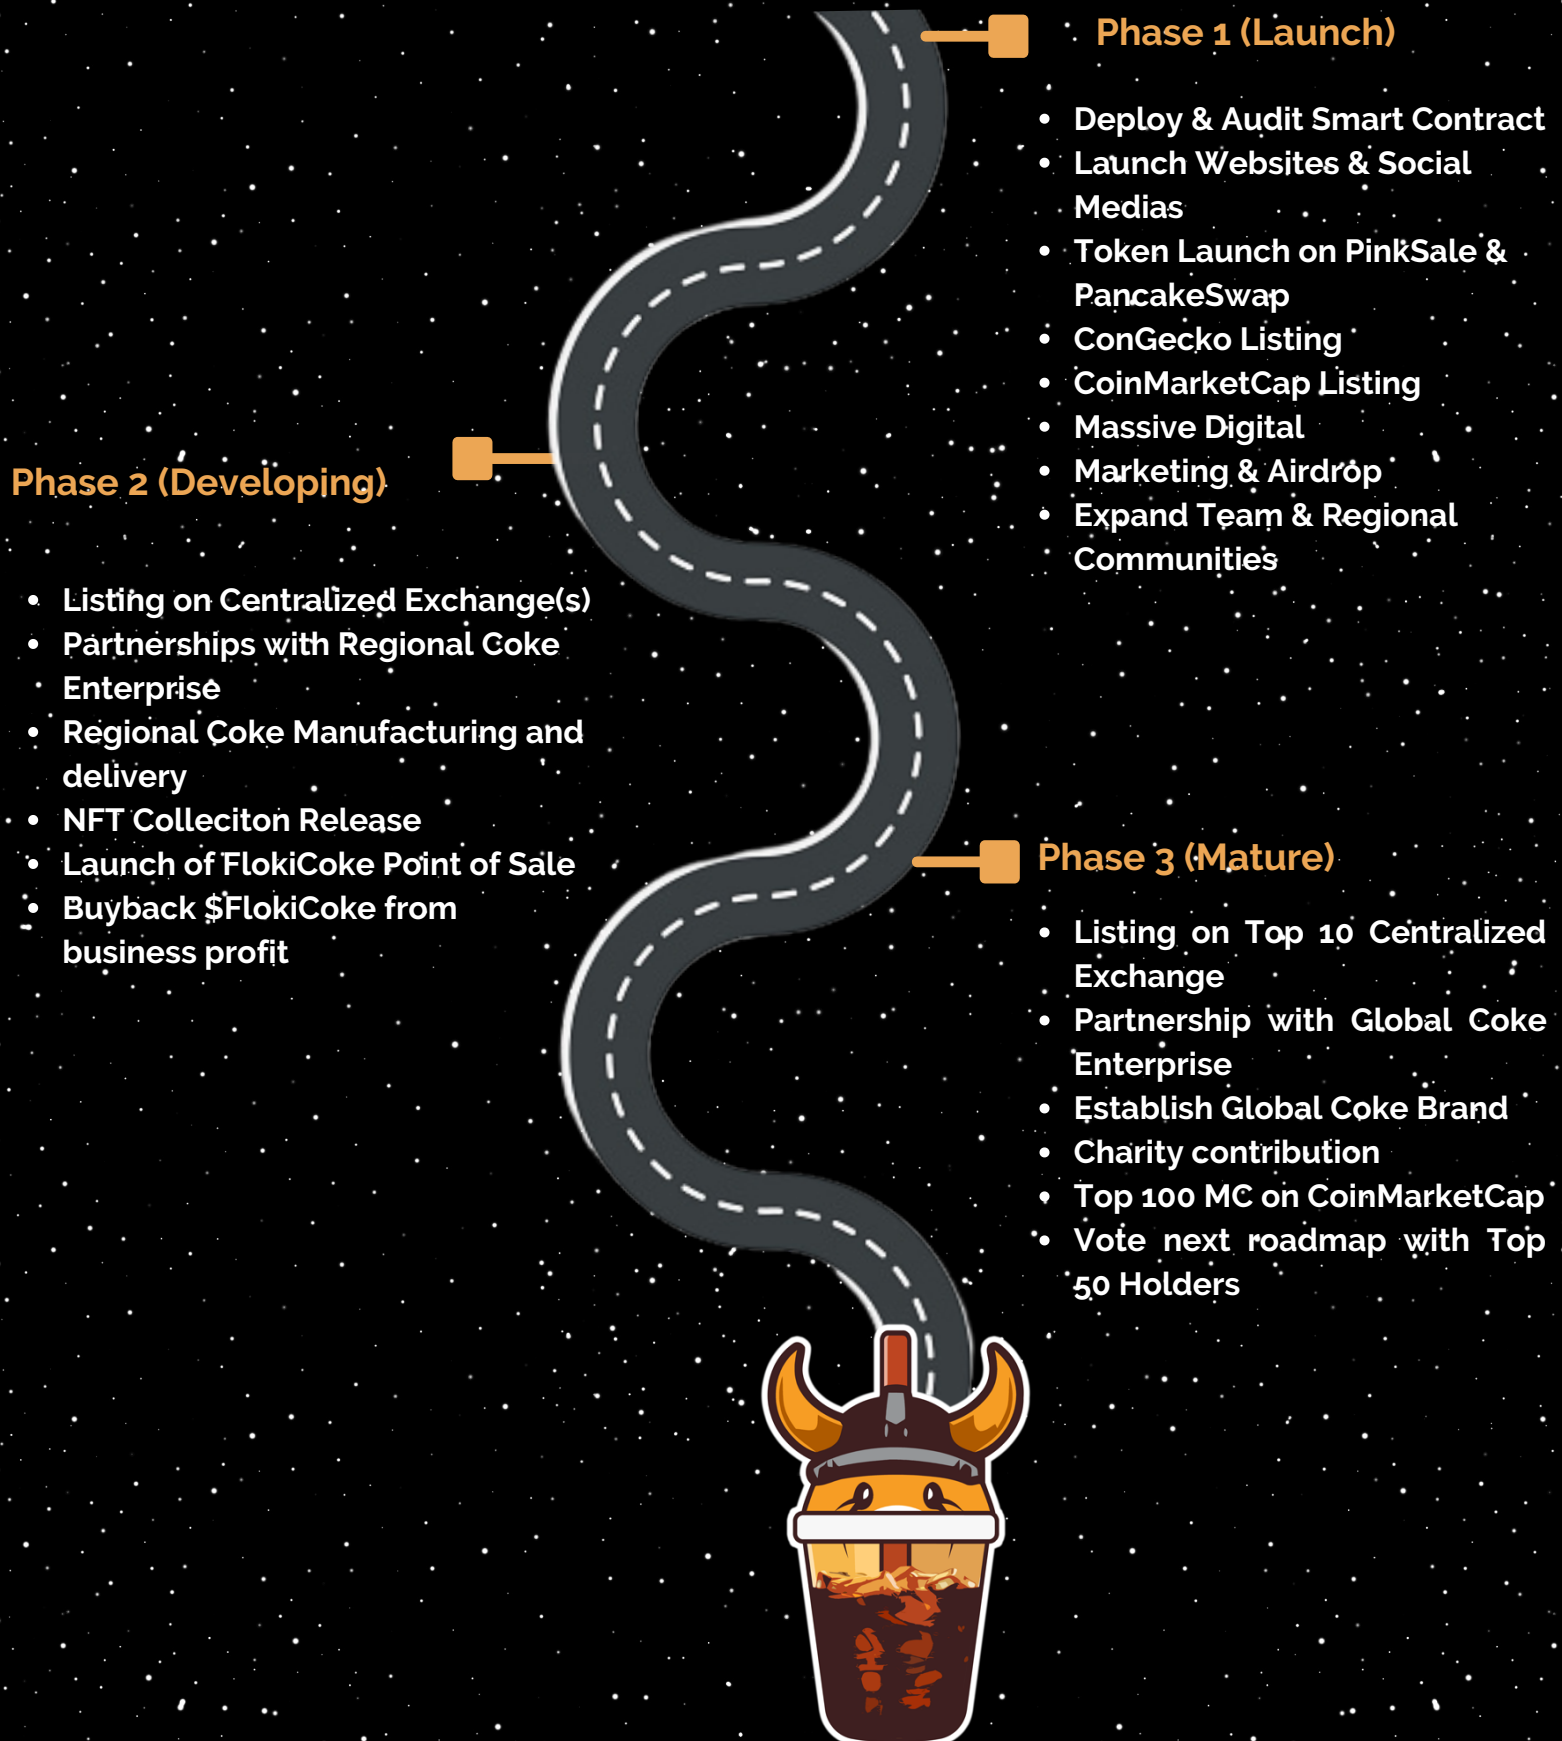 Phase 1 (Launch)
• Deploy & Audit Smart Contract
• Launch Websites & Social
Medias
• Token Launch on PinkSale &
PancakeSwap
• ConGecko Listing
• CoinMarketCap Listing
• Massive Digital
• Marketing & Airdrop
• Expand Team & Regional
Communities
Phase 2 (Developing)
• Listing on Centralized Exchange(s)
• Partnerships with Regional Coke
Enterprise
• Regional Coke Manufacturing and
delivery
• NFT Colleciton Release
• Launch of FlokiCoke Point of Sale
• Buyback $FlokiCoke from
business profit
Phase 3 (Mature)
• Listing on Top 10 Centralized
Exchange
• Partnership with Global Coke
Enterprise
• Establish Global Coke Brand
• Charity contribution
• Top 100 MC on CoinMarketCap
• Vote next roadmap with Top
50 Holders